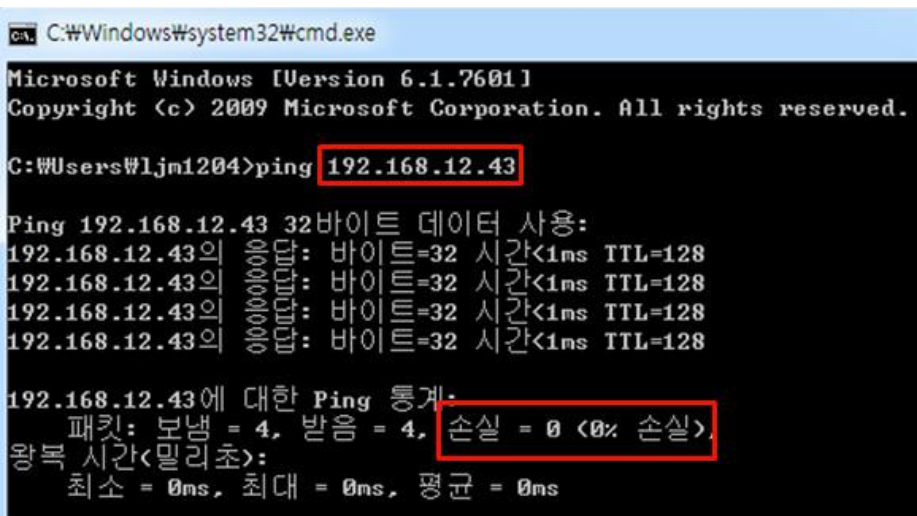 C:₩Windows₩system32₩cmd.exe
Microsoft Windows [Version 6.1.7601]
Copyright (c) 2009 Microsoft Corporation. All rights reserved.
C:₩Users₩ljm1204>ping 192.168.12.43
Ping 192.168.12.43 32바이트 데이터 사용:
192.168.12.43의 응답: 바이트=32 시간<1ms TTL=128
192.168.12.43의 응답: 바이트=32 시간<1ms TTL=128
192.168.12.43의 응답: 바이트=32 시간<1ms TTL=128
192.168.12.43의 응답: 바이트=32 시간<1ms TTL=128
192.168.12.43에 대한 Ping 통계:
패킷: 보냄 = 4, 받음 = 4, 손실 = 0 (0% 손실),
왕복 시간(밀리초):
최소 = 0ms, 최대 = 0ms, 평균 = 0ms